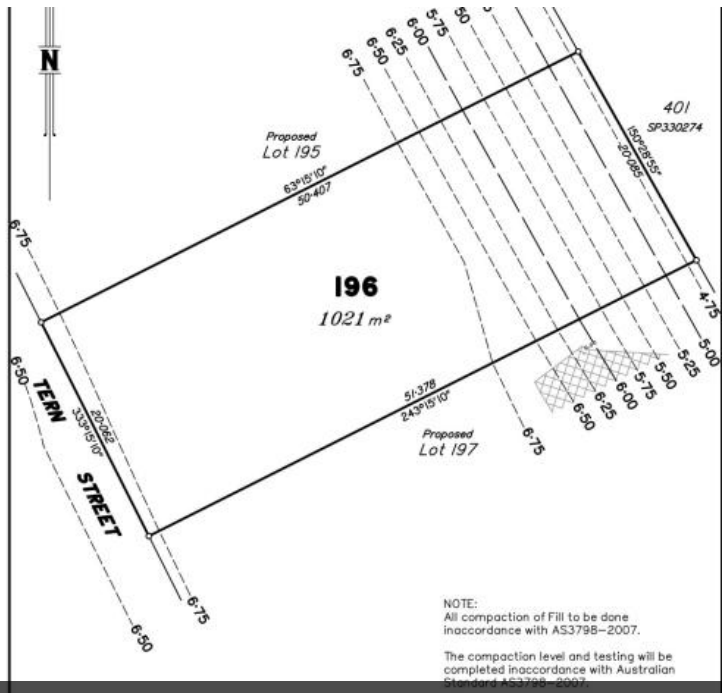 6·75
6·50
6·25
6·00
5·75
50
N
401
SP330274
Proposed
Lot 195
63°15'10"
50·407
150°28'55"
20·085
6·75
196
1021 m²
4·75
5·00
5·25
5·50
5·75
6·00
6·25
6·50
6·75
6·50
TERN
STREET
20·062
333°15'10"
51·378
243°15'10"
Proposed
Lot 197
6·75
6·50
NOTE:
All compaction of Fill to be done
inaccordance with AS3798-2007.
The compaction level and testing will be
completed inaccordance with Australian
Standard AS3798-2007.